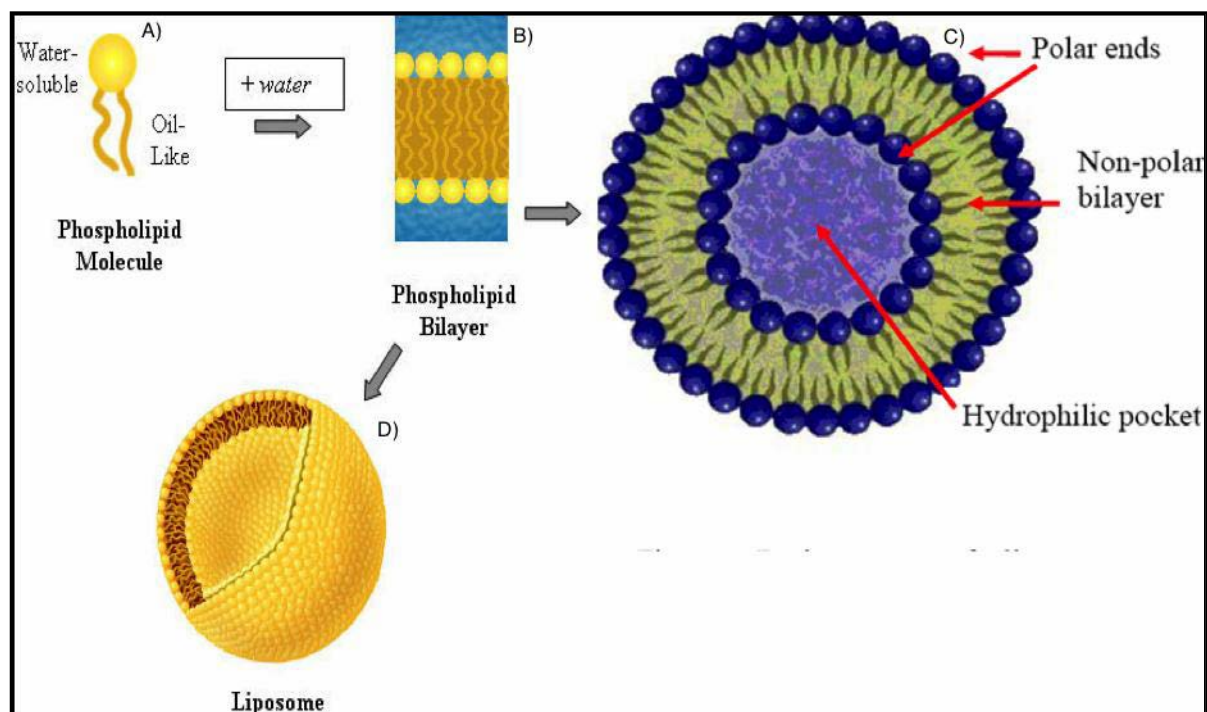 A)
Water-
soluble
Oil-
Like
Phospholipid
Molecule
+ water
B)
Phospholipid
Bilayer
C)
Polar ends
Non-polar
bilayer
Hydrophilic pocket
D)
Liposome